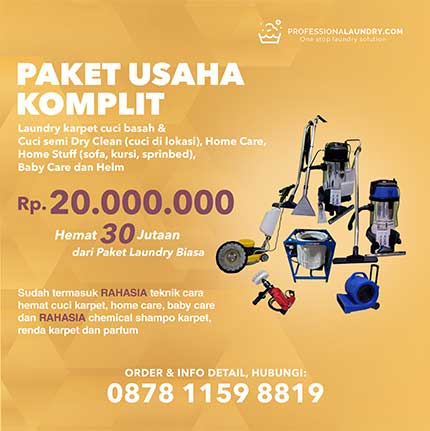 PROFESSIONALAUNDRY.COM
One stop laundry solution
PAKET USAHA
KOMPLIT
Laundry karpet cuci basah &
Cuci semi Dry Clean (cuci di lokasi), Home Care,
Home Stuff (sofa, kursi, sprinbed),
Baby Care dan Helm
Rp. 20.000.000
Hemat 30 Jutaan
dari Paket Laundry Biasa
Sudah termasuk RAHASIA teknik cara
hemat cuci karpet, home care, baby care
dan RAHASIA chemical shampo karpet,
renda karpet dan parfum
ORDER & INFO DETAIL, HUBUNGI:
0878 1159 8819